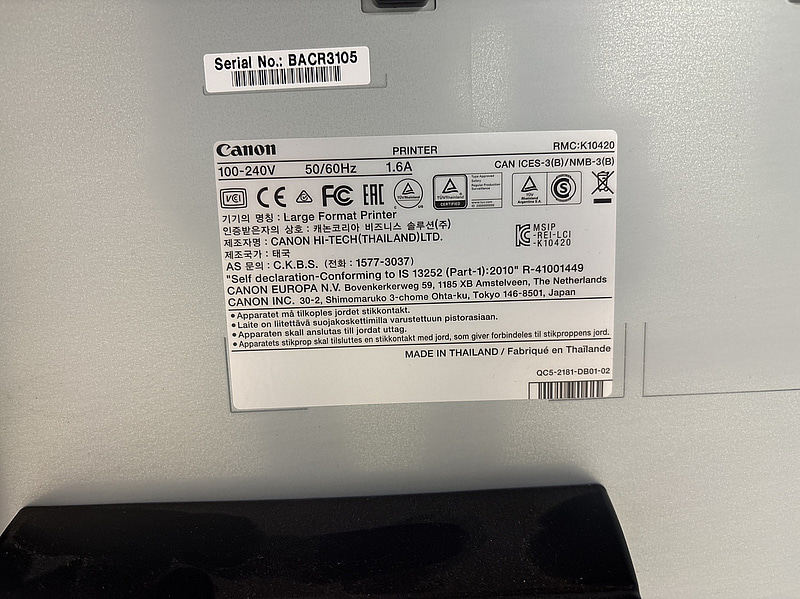 Serial No.: BACR3105
Canon PRINTER RMC:K10420
100-240V 50/60Hz 1.6A CAN ICES-3(B)/NMB-3(B)
기기의 명칭 : Large Format Printer
인증받은자의 상호 : 캐논코리아 비즈니스 솔루션(주)
제조자명 : CANON HI-TECH(THAILAND)LTD.
제조국가 : 태국
AS 문의 : C.K.B.S. (전화 : 1577-3037)
MSIP
-REI-LCI
-K10420
"Self declaration-Conforming to IS 13252 (Part-1):2010" R-41001449
CANON EUROPA N.V. Bovenkerkerweg 59, 1185 XB Amstelveen, The Netherlands
CANON INC. 30-2, Shimomaruko 3-chome Ohta-ku, Tokyo 146-8501, Japan
• Apparatet må tilkoples jordet stikkontakt.
• Laite on liitettävä suojakoskettimilla varustettuun pistorasiaan.
• Apparaten skall anslutas till jordat uttag.
• Apparatets stikprop skal tilsluttes en stikkontakt med jord, som giver forbindelse til stikproppens jord.
MADE IN THAILAND / Fabriqué en Thaïlande
QC5-2181-DB01-02